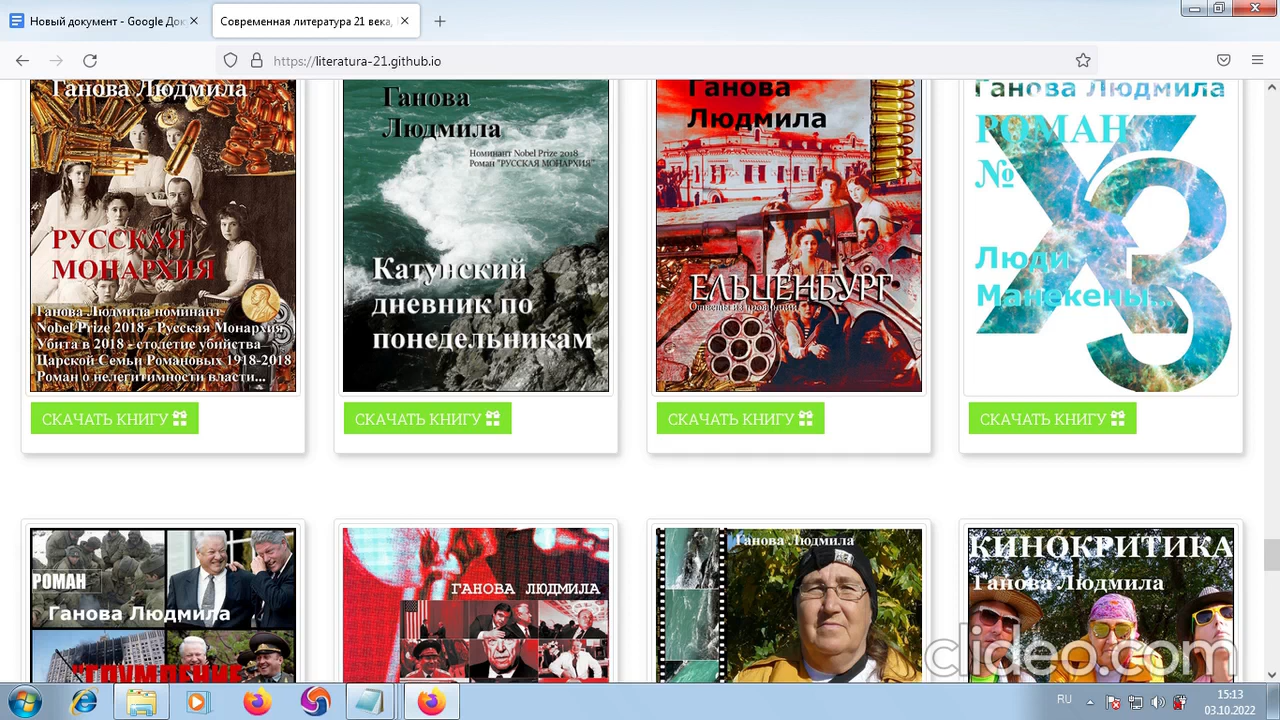 Новый документ - Google Док
Современная литература 21 века,
https://literatura-21.github.io
Ганова Людмила
РУССКАЯ
МОНАРХИЯ
Ганова Людмила номинант
Nobel Prize 2018 - Русская Монархия
Убита в 2018 - столетие убийства
Царской Семьи Романовых 1918-2018
Роман о нелегитимности власти...
Ганова
Людмила
Номинант Nobel Prize 2018
Роман "РУССКАЯ МОНАРХИЯ"
Катунский
дневник по
понедельникам
Ганова
Людмила
ЕЛЬЦЕНБУРГ
Ганова Людмила
РОМАН
№
X3
Люди
Манекены...
СКАЧАТЬ КНИГУ
СКАЧАТЬ КНИГУ
СКАЧАТЬ КНИГУ
СКАЧАТЬ КНИГУ
РОМАН
Ганова Людмила
ГАНОВА ЛЮДМИЛА
Ганова Людмила
КИНОКРИТИКА
Ганова Людмила
clideo.com
RU
15:13
03.10.2022